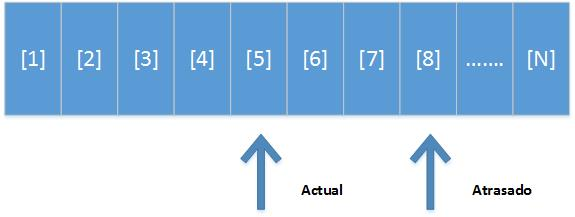 [1] [2] [3] [4] [5] [6] [7] [8] ....... [N]
Actual Atrasado